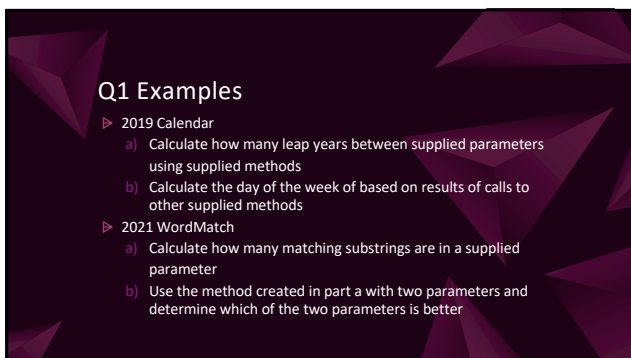 Q1 Examples
2019 Calendar
a) Calculate how many leap years between supplied parameters
using supplied methods
b) Calculate the day of the week of based on results of calls to
other supplied methods
2021 WordMatch
a) Calculate how many matching substrings are in a supplied
parameter
b) Use the method created in part a with two parameters and
determine which of the two parameters is better